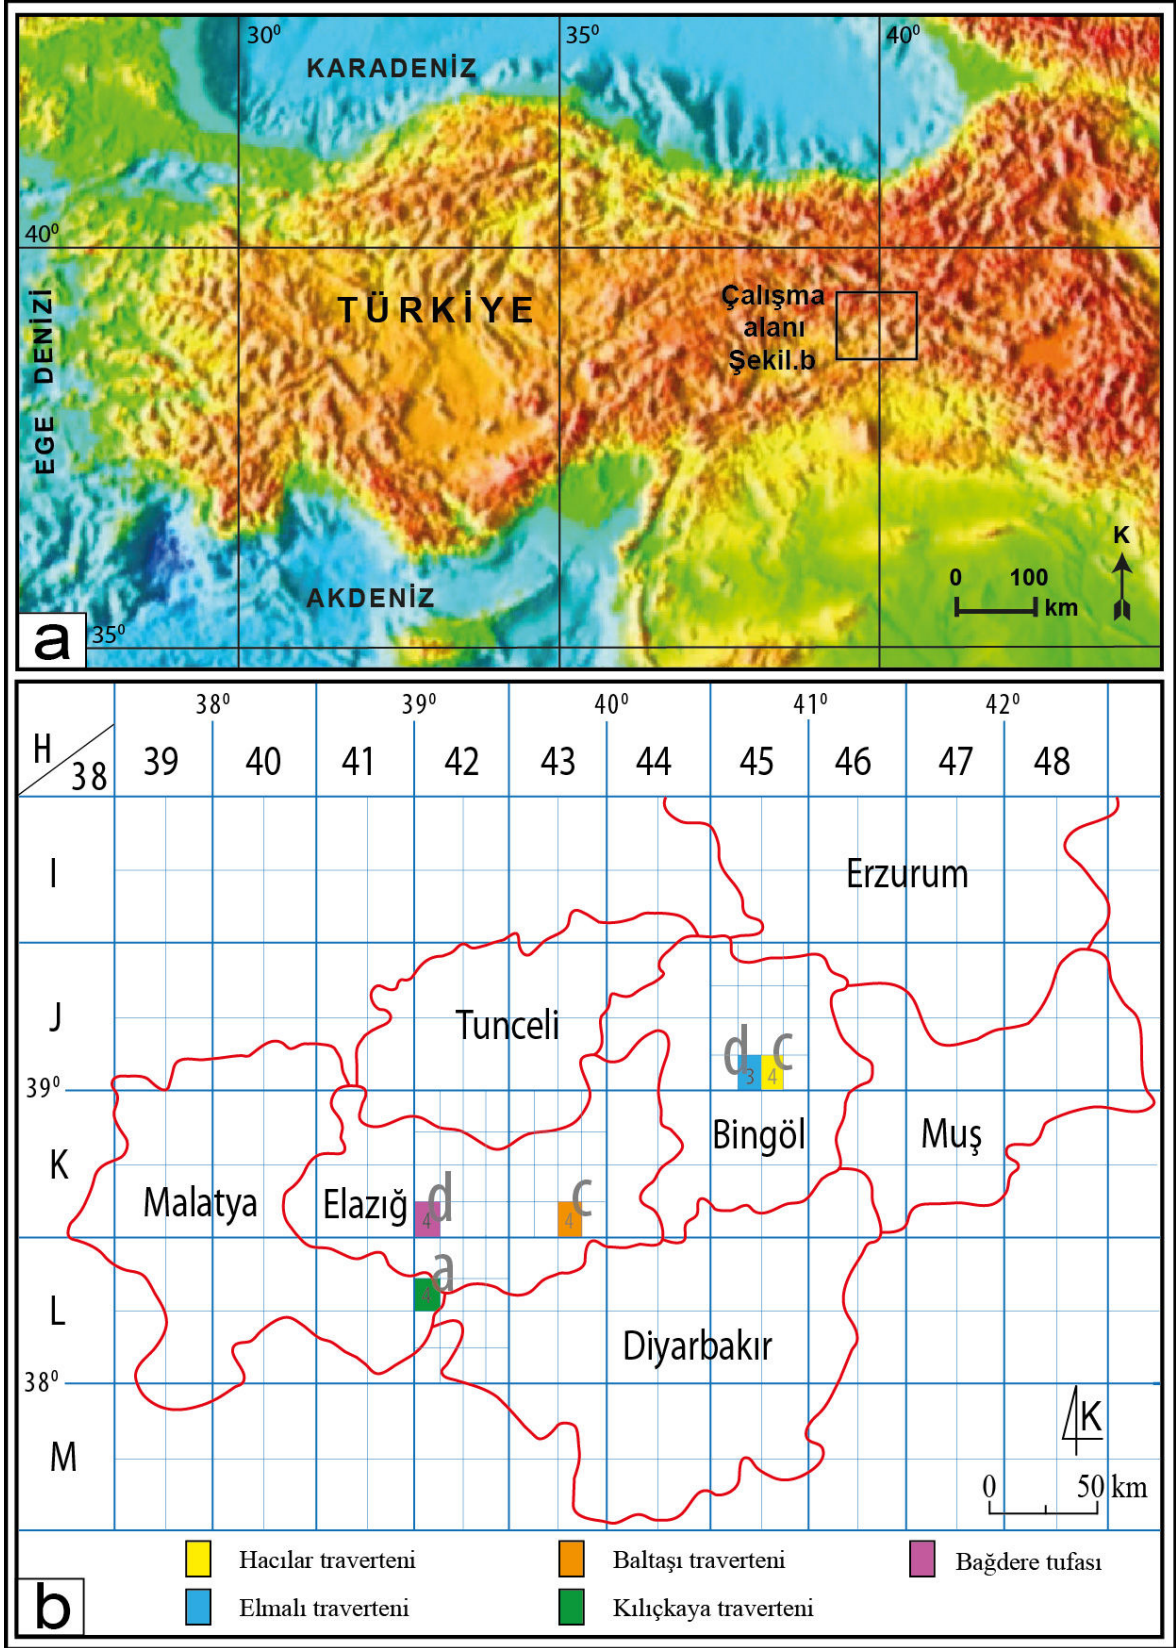 30⁰ 35⁰ 40⁰
KARADENİZ
40⁰
EGE DENİZİ
TÜRKİYE
Çalışma
alanı
Şekil.b
AKDENİZ
K
0 100
km
a
35⁰
38⁰ 39⁰ 40⁰ 41⁰ 42⁰
H
38 39 40 41 42 43 44 45 46 47 48
I
Erzurum
J
Tunceli
d c
3 4
39⁰
K
Bingöl
Muş
Malatya
Elazığ
d c
4 4
a
4
L
Diyarbakır
38⁰
K
M
0 50 km
Hacılar traverteni
Baltaşı traverteni
Bağdere tufası
Elmalı traverteni
Kılıçkaya traverteni
b